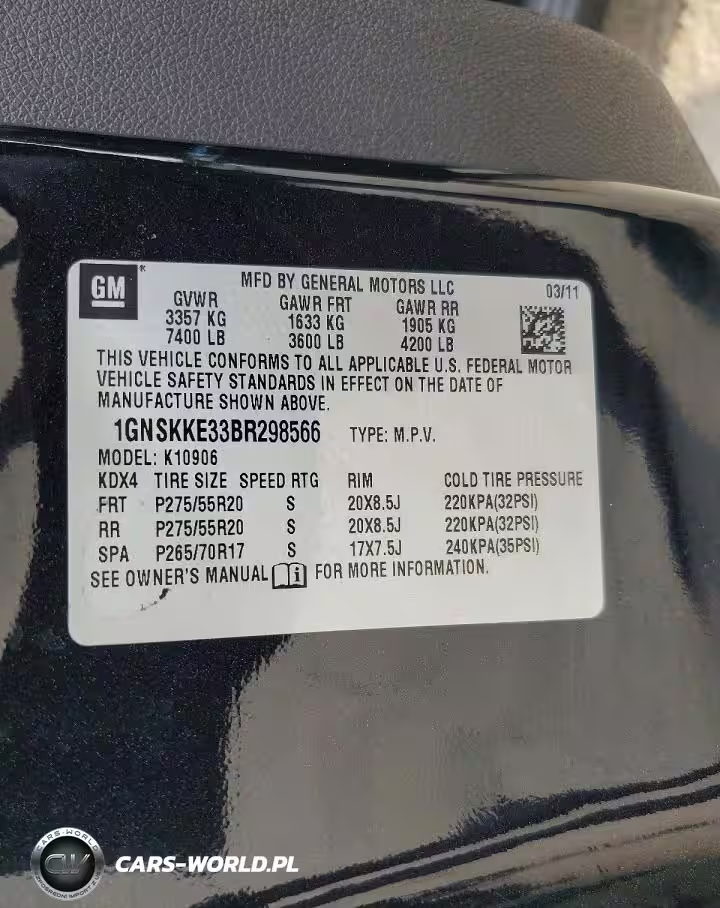 GM
MFD BY GENERAL MOTORS LLC 03/11
GVWR GAWR FRT GAWR RR
3357 KG 1633 KG 1905 KG
7400 LB 3600 LB 4200 LB
THIS VEHICLE CONFORMS TO ALL APPLICABLE U.S. FEDERAL MOTOR
VEHICLE SAFETY STANDARDS IN EFFECT ON THE DATE OF
MANUFACTURE SHOWN ABOVE.
1GNSKKE33BR298566 TYPE: M.P.V.
MODEL: K10906
KDX4 TIRE SIZE SPEED RTG RIM COLD TIRE PRESSURE
FRT P275/55R20 S 20X8.5J 220KPA(32PSI)
RR P275/55R20 S 20X8.5J 220KPA(32PSI)
SPA P265/70R17 S 17X7.5J 240KPA(35PSI)
SEE OWNER'S MANUAL FOR MORE INFORMATION.
CARS-WORLD
CW
CARS-WORLD.PL